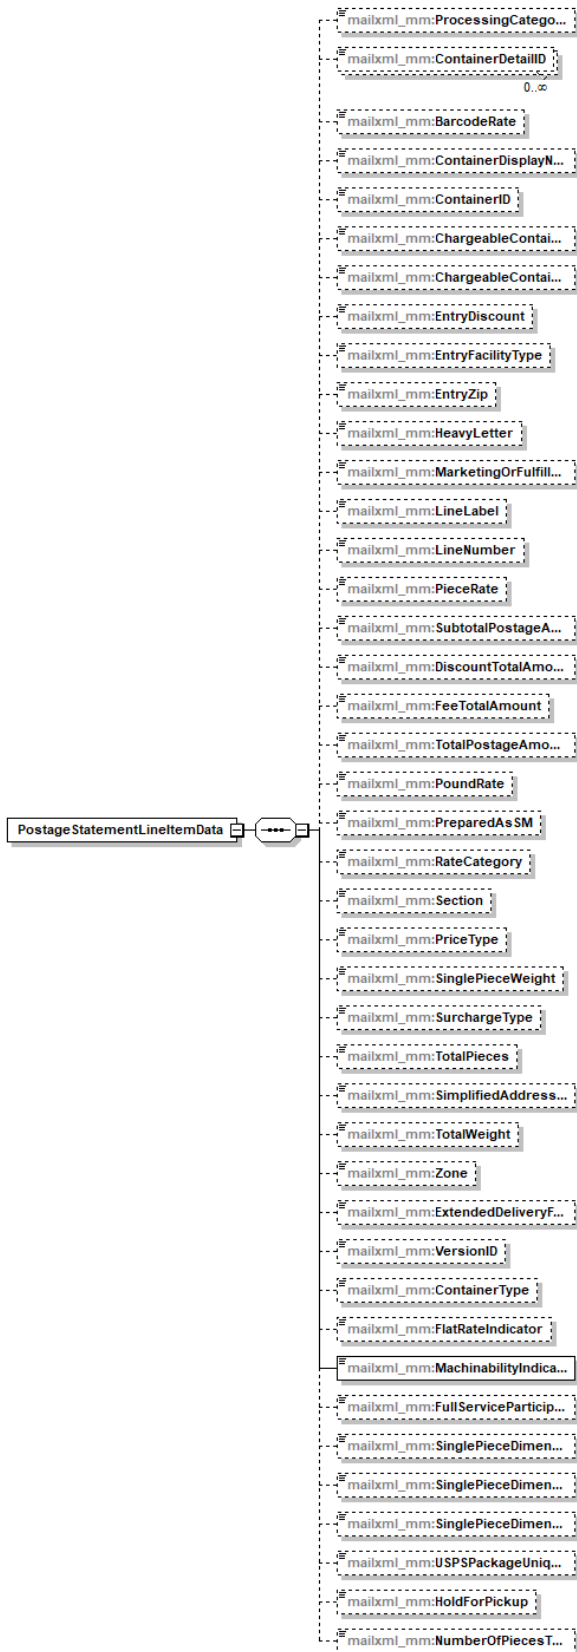 mailxml_mm:ProcessingCatego...
mailxml_mm:ContainerDetailID
0..∞
mailxml_mm:BarcodeRate
mailxml_mm:ContainerDisplayN...
mailxml_mm:ContainerID
mailxml_mm:ChargeableContai...
mailxml_mm:ChargeableContai...
mailxml_mm:EntryDiscount
mailxml_mm:EntryFacilityType
mailxml_mm:EntryZip
mailxml_mm:HeavyLetter
mailxml_mm:MarketingOrFulfill...
mailxml_mm:LineLabel
mailxml_mm:LineNumber
mailxml_mm:PieceRate
mailxml_mm:SubtotalPostageA...
mailxml_mm:DiscountTotalAmo...
mailxml_mm:FeeTotalAmount
mailxml_mm:TotalPostageAmo...
mailxml_mm:PoundRate
mailxml_mm:PreparedAsSM
PostageStatementLineItemData
mailxml_mm:RateCategory
mailxml_mm:Section
mailxml_mm:PriceType
mailxml_mm:SinglePieceWeight
mailxml_mm:SurchargeType
mailxml_mm:TotalPieces
mailxml_mm:SimplifiedAddress...
mailxml_mm:TotalWeight
mailxml_mm:Zone
mailxml_mm:ExtendedDeliveryF...
mailxml_mm:VersionID
mailxml_mm:ContainerType
mailxml_mm:FlatRateIndicator
mailxml_mm:MachinabilityIndica...
mailxml_mm:FullServiceParticip...
mailxml_mm:SinglePieceDimen...
mailxml_mm:SinglePieceDimen...
mailxml_mm:SinglePieceDimen...
mailxml_mm:USPSPackageUniq...
mailxml_mm:HoldForPickup
mailxml_mm:NumberOfPiecesT...